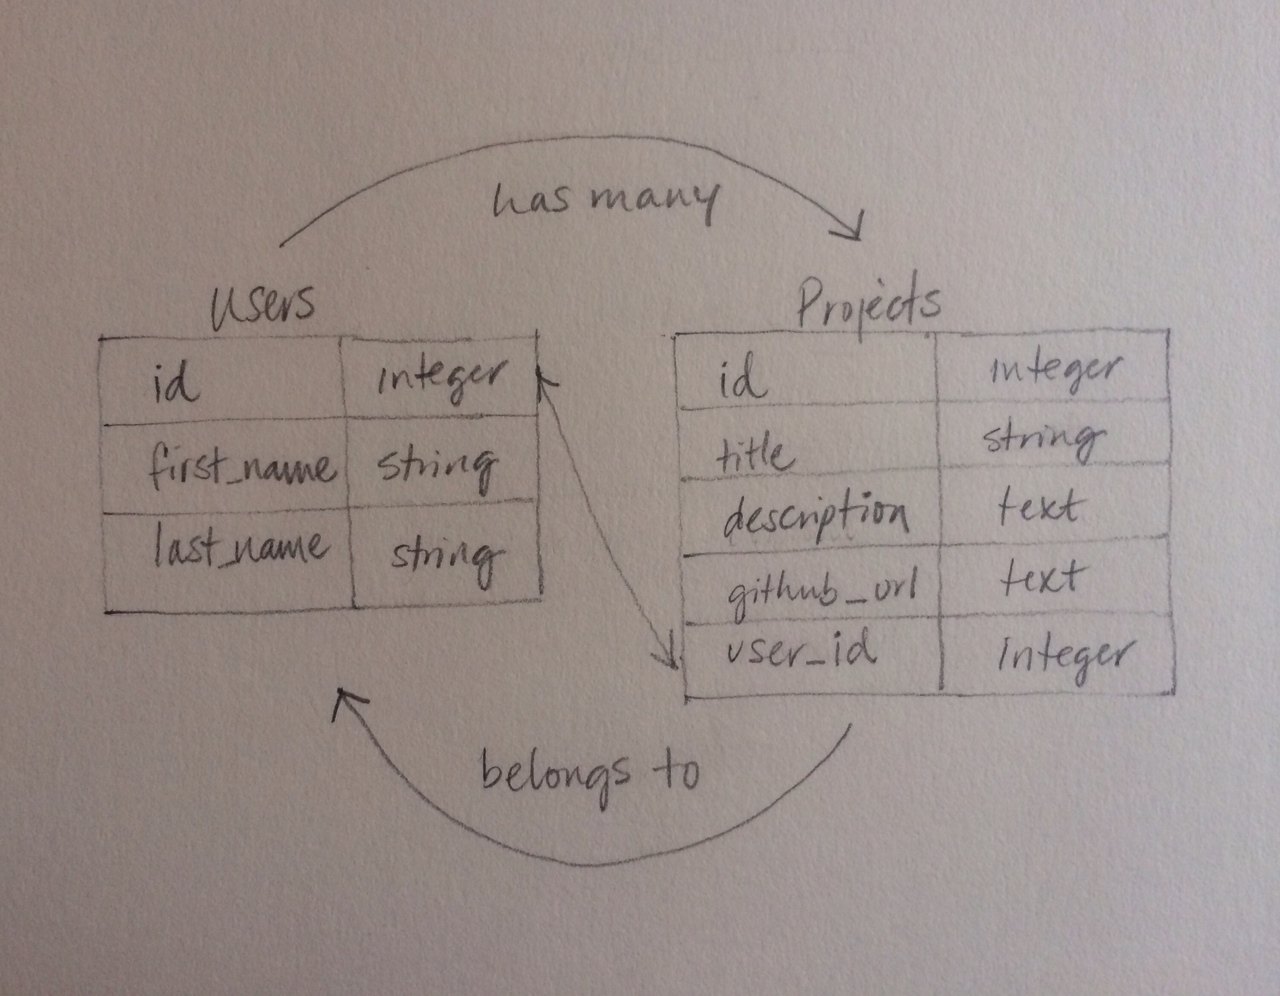 has many
Users
id integer
first_name string
last_name string
Projects
id integer
title string
description text
github_url text
user_id integer
belongs to